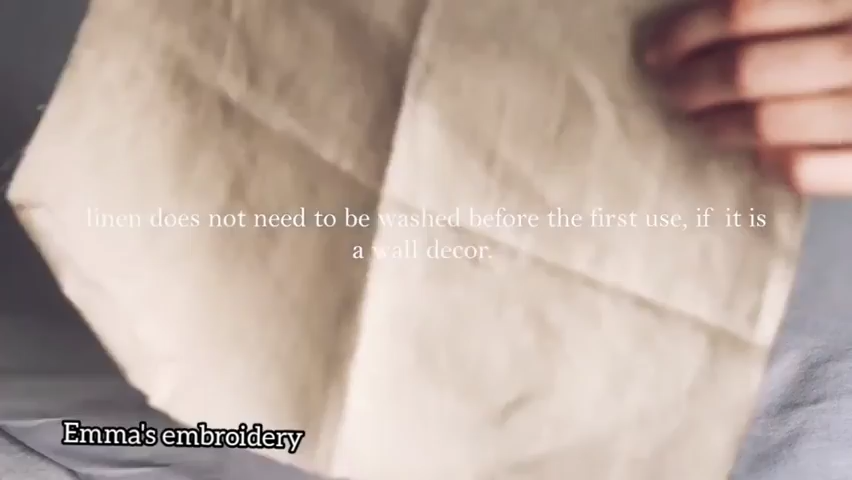 linen does not need to be washed before the first use, if it is
a wall decor.
Emma's embroidery